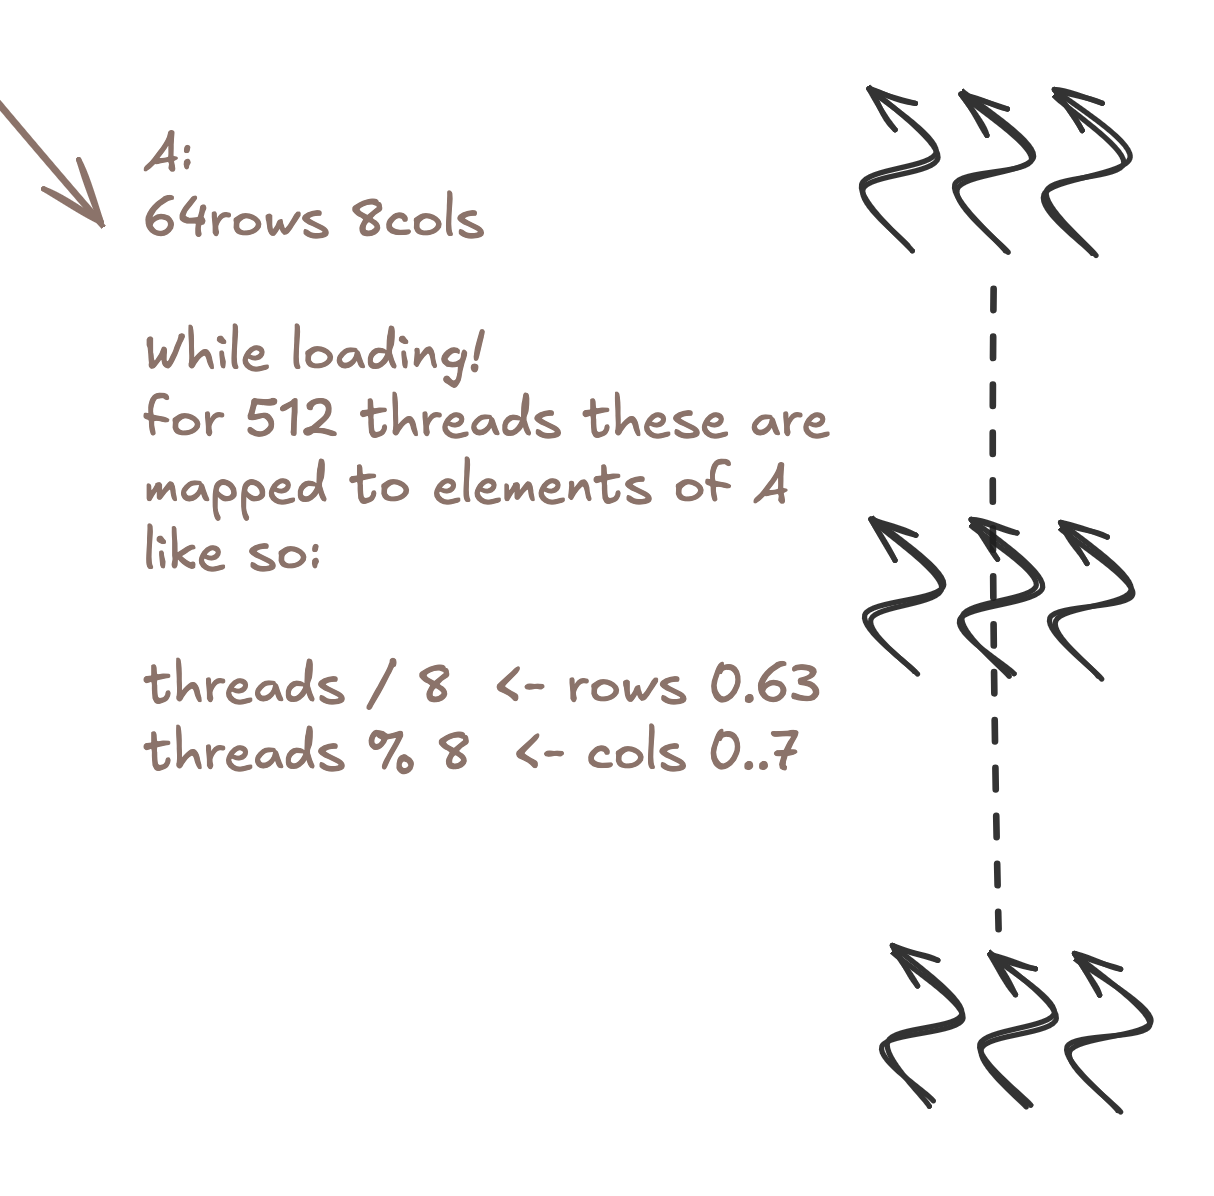 A:
64rows 8cols
While loading!
for 512 threads these are
mapped to elements of A
like so:
threads / 8 <- rows 0.63
threads % 8 <- cols 0..7